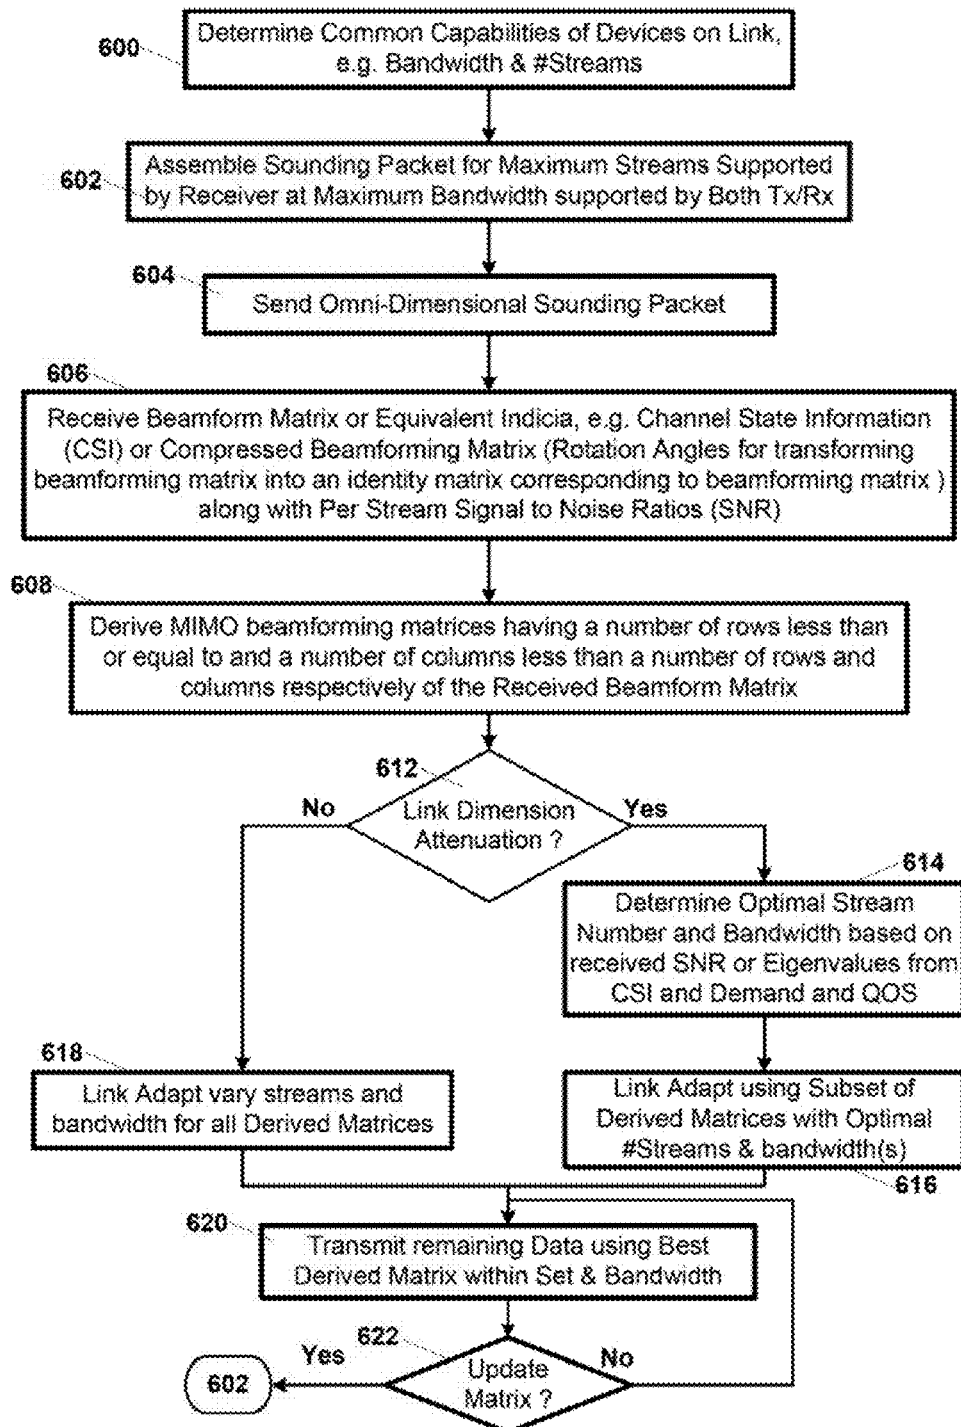 600
Determine Common Capabilities of Devices on Link,
e.g. Bandwidth & #Streams
602
Assemble Sounding Packet for Maximum Streams Supported
by Receiver at Maximum Bandwidth supported by Both Tx/Rx
604
Send Omni-Dimensional Sounding Packet
606
Receive Beamform Matrix or Equivalent Indicia, e.g. Channel State Information
(CSI) or Compressed Beamforming Matrix (Rotation Angles for transforming
beamforming matrix into an identity matrix corresponding to beamforming matrix )
along with Per Stream Signal to Noise Ratios (SNR)
608
Derive MIMO beamforming matrices having a number of rows less than
or equal to and a number of columns less than a number of rows and
columns respectively of the Received Beamform Matrix
612
Link Dimension
Attenuation ?
No
Yes
614
Determine Optimal Stream
Number and Bandwidth based on
received SNR or Eigenvalues from
CSI and Demand and QOS
618
Link Adapt vary streams and
bandwidth for all Derived Matrices
Link Adapt using Subset of
Derived Matrices with Optimal
#Streams & bandwidth(s)
616
620
Transmit remaining Data using Best
Derived Matrix within Set & Bandwidth
622
Update
Matrix ?
Yes
No
602